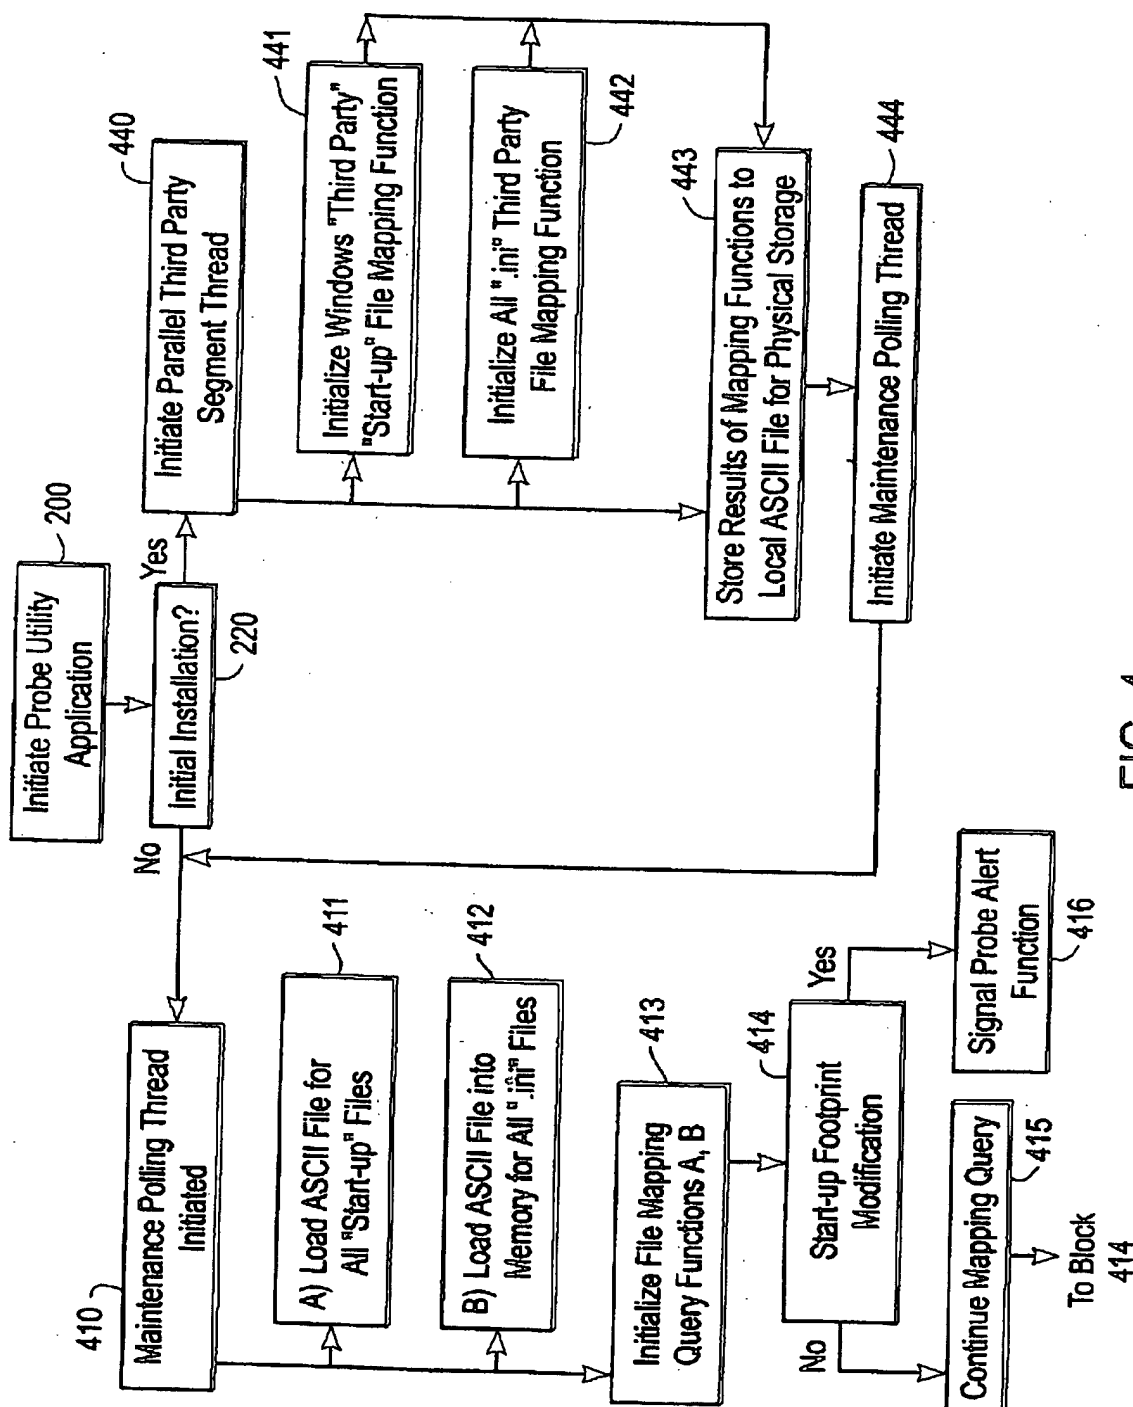 Initiate Probe Utility
Application
200
Initial Installation?
220
Yes
No
Initiate Parallel Third Party
Segment Thread
440
Initialize Windows "Third Party"
"Start-up" File Mapping Function
441
Initialize All ".ini" Third Party
File Mapping Function
442
Store Results of Mapping Functions to
Local ASCII File for Physical Storage
443
Initiate Maintenance Polling Thread
444
Maintenance Polling Thread
Initiated
410
A) Load ASCII File for
All "Start-up" Files
411
B) Load ASCII File into
Memory for All ".ini" Files
412
Initialize File Mapping
Query Functions A, B
413
Start-up Footprint
Modification
414
Yes
No
Signal Probe Alert
Function
416
Continue Mapping Query
415
To Block
414
FIG. 4